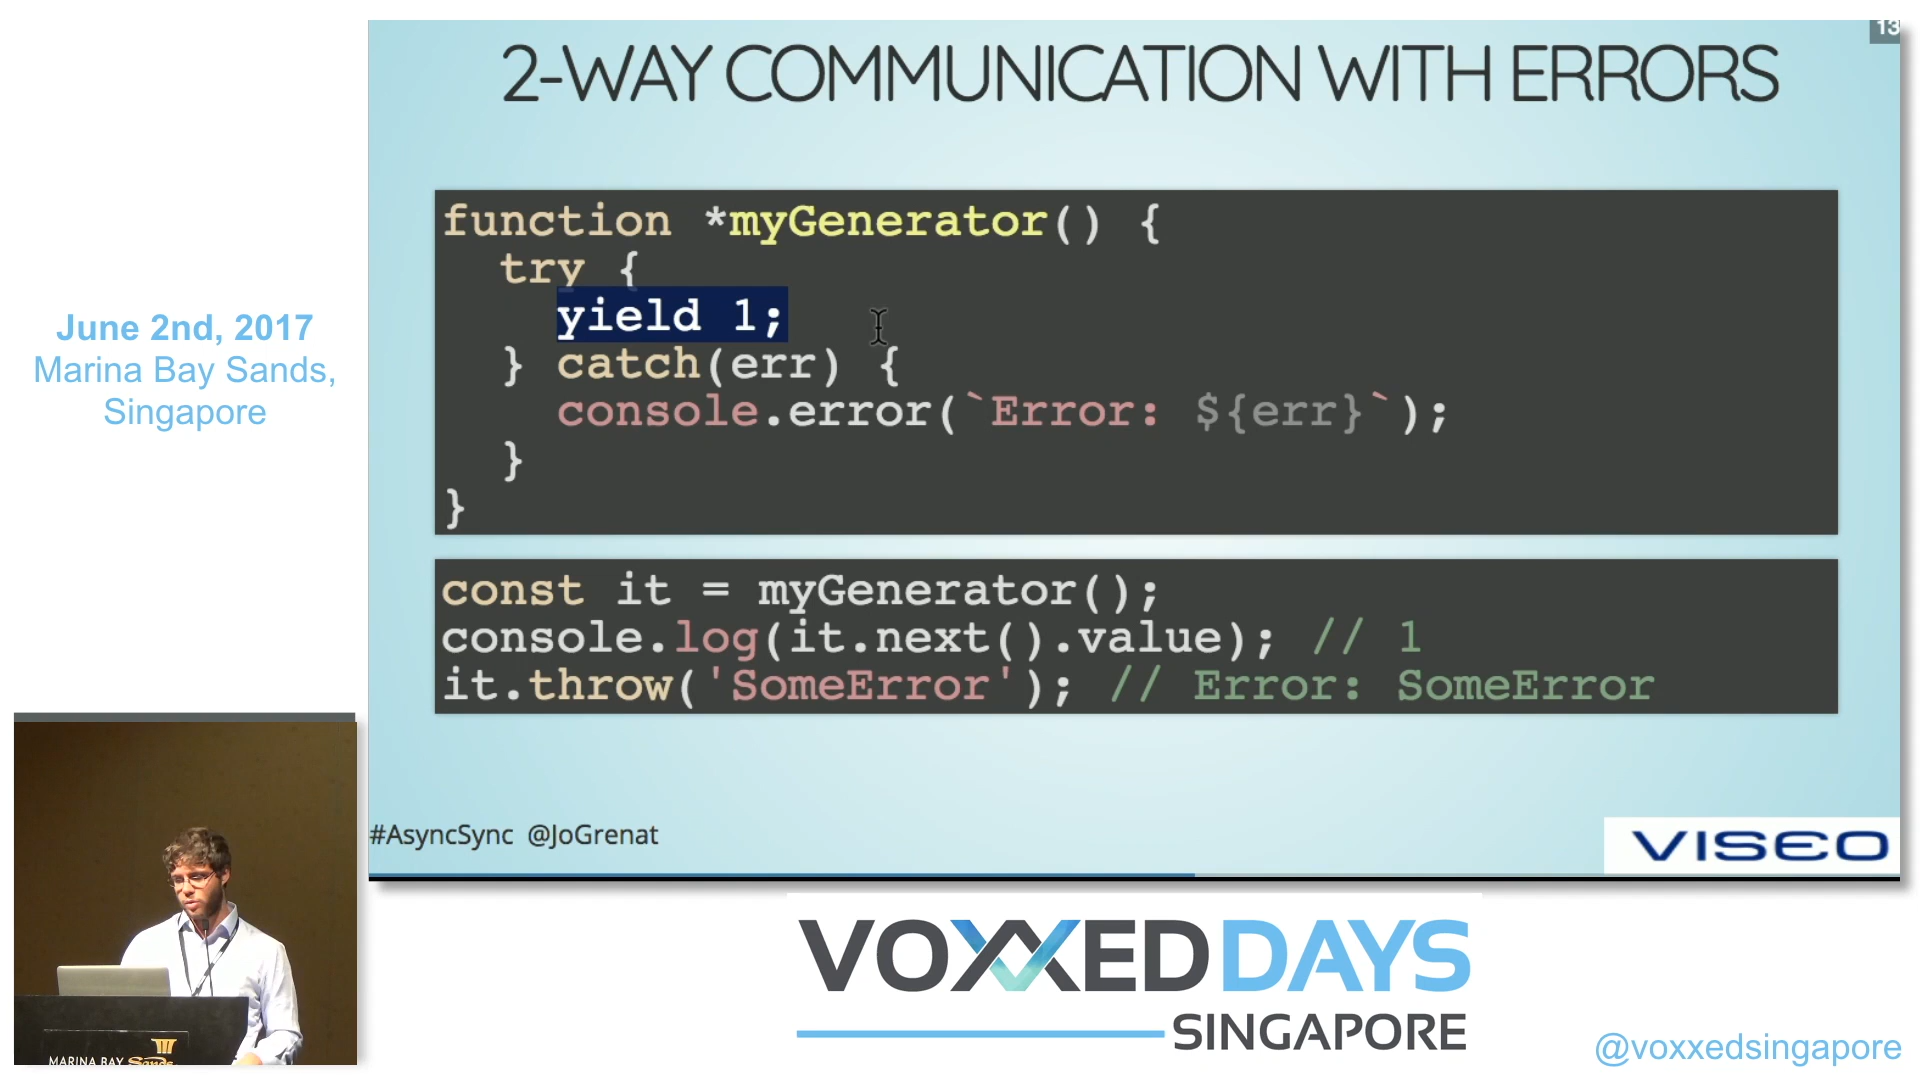 13
2-WAY COMMUNICATION WITH ERRORS
function *myGenerator() {
  try {
    yield 1;
  } catch(err) {
    console.error(`Error: ${err}`);
  }
}
const it = myGenerator();
console.log(it.next().value); // 1
it.throw('SomeError'); // Error: SomeError
#AsyncSync @JoGrenat
VISEO
June 2nd, 2017
Marina Bay Sands,
Singapore
MARINA BAY Sands
VOXXED DAYS
SINGAPORE
@voxxedsingapore